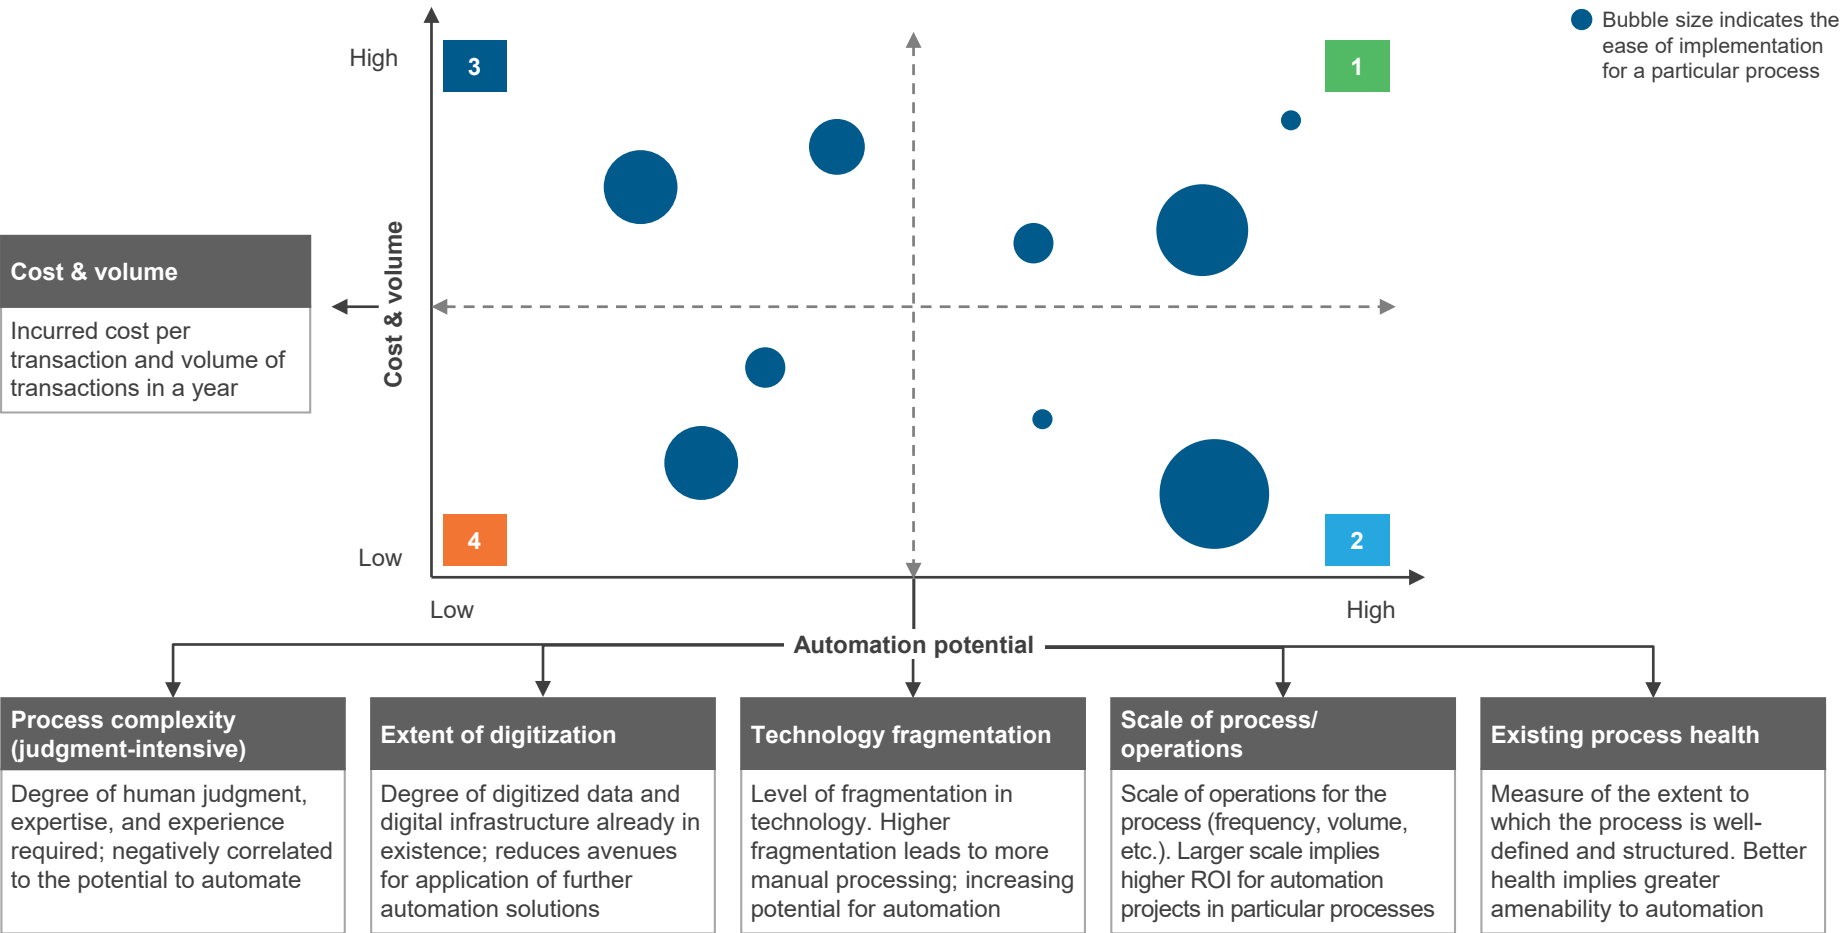 Bubble size indicates the
ease of implementation
for a particular process
High
3
1
Cost & volume
Cost & volume
Incurred cost per
transaction and volume of
transactions in a year
4
2
Low
Low
High
Automation potential
Process complexity
(judgment-intensive)
Degree of human judgment,
expertise, and experience
required; negatively correlated
to the potential to automate
Extent of digitization
Degree of digitized data and
digital infrastructure already in
existence; reduces avenues
for application of further
automation solutions
Technology fragmentation
Level of fragmentation in
technology. Higher
fragmentation leads to more
manual processing; increasing
potential for automation
Scale of process/
operations
Scale of operations for the
process (frequency, volume,
etc.). Larger scale implies
higher ROI for automation
projects in particular processes
Existing process health
Measure of the extent to
which the process is well-
defined and structured. Better
health implies greater
amenability to automation